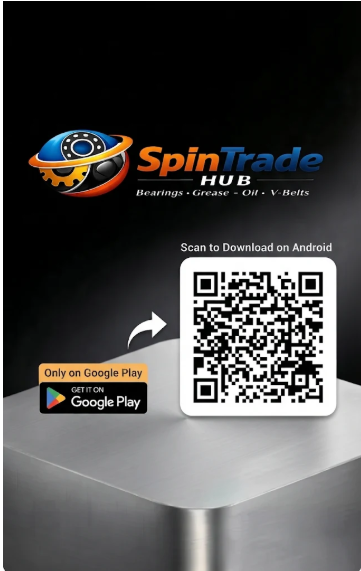 SpinTrade
HUB
Bearings • Grease - Oil • V-Belts
Scan to Download on Android
Only on Google Play
GET IT ON
Google Play